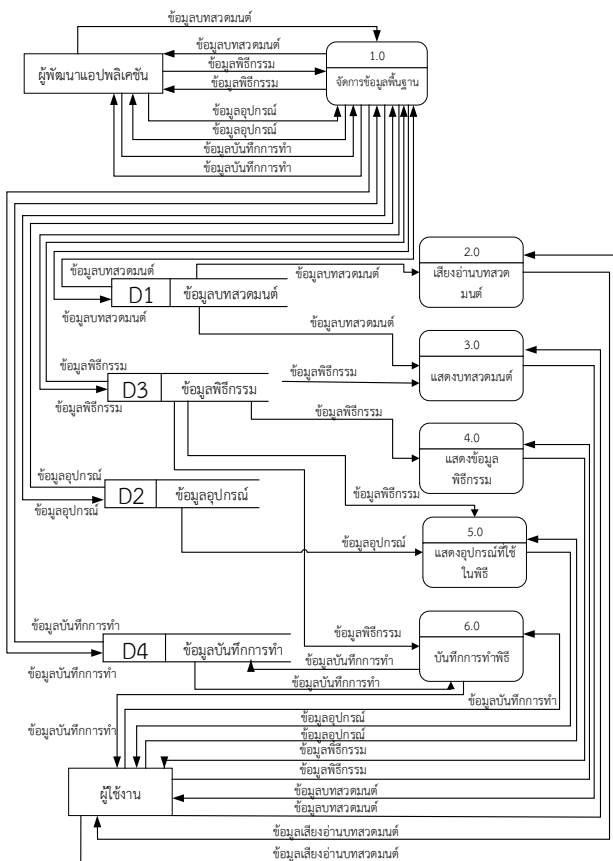 ข้อมูลบทสวดมนต์
ข้อมูลบทสวดมนต์
ผู้พัฒนาแอปพลิเคชัน
ข้อมูลพิธีกรรม
ข้อมูลพิธีกรรม
1.0
จัดการข้อมูลพื้นฐาน
ข้อมูลอุปกรณ์
ข้อมูลอุปกรณ์
ข้อมูลบันทึกการทำ
ข้อมูลบันทึกการทำ
ข้อมูลบทสวดมนต์
ข้อมูลบทสวดมนต์
2.0
เสียงอ่านบทสวด
มนต์
D1
ข้อมูลบทสวดมนต์
ข้อมูลบทสวดมนต์
ข้อมูลบทสวดมนต์
3.0
แสดงบทสวดมนต์
ข้อมูลพิธีกรรม
ข้อมูลพิธีกรรม
D3
ข้อมูลพิธีกรรม
ข้อมูลพิธีกรรม
ข้อมูลพิธีกรรม
4.0
แสดงข้อมูล
พิธีกรรม
ข้อมูลอุปกรณ์
D2
ข้อมูลอุปกรณ์
ข้อมูลอุปกรณ์
ข้อมูลพิธีกรรม
5.0
แสดงอุปกรณ์ที่ใช้
ในพิธี
ข้อมูลอุปกรณ์
ข้อมูลบันทึกการทำ
D4
ข้อมูลบันทึกการทำ
ข้อมูลบันทึกการทำ
ข้อมูลพิธีกรรม
ข้อมูลบันทึกการทำ
ข้อมูลบันทึกการทำ
6.0
บันทึกการทำพิธี
ข้อมูลบันทึกการทำ
ข้อมูลบันทึกการทำ
ข้อมูลอุปกรณ์
ข้อมูลอุปกรณ์
ข้อมูลพิธีกรรม
ข้อมูลพิธีกรรม
ผู้ใช้งาน
ข้อมูลบทสวดมนต์
ข้อมูลบทสวดมนต์
ข้อมูลเสียงอ่านบทสวดมนต์
ข้อมูลเสียงอ่านบทสวดมนต์